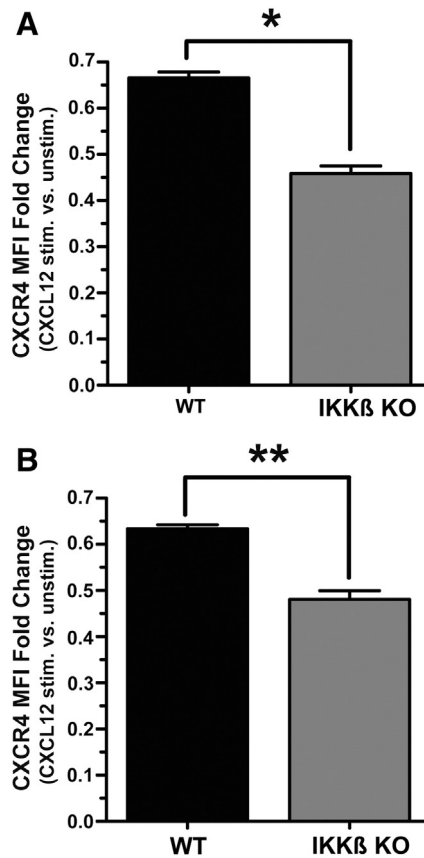 A
*
CXCR4 MFI Fold Change
(CXCL12 stim. vs. unstim.)
0.7
0.6
0.5
0.4
0.3
0.2
0.1
0.0
WT
IKKß KO
B
**
CXCR4 MFI Fold Change
(CXCL12 stim. vs. unstim.)
0.7
0.6
0.5
0.4
0.3
0.2
0.1
0.0
WT
IKKß KO